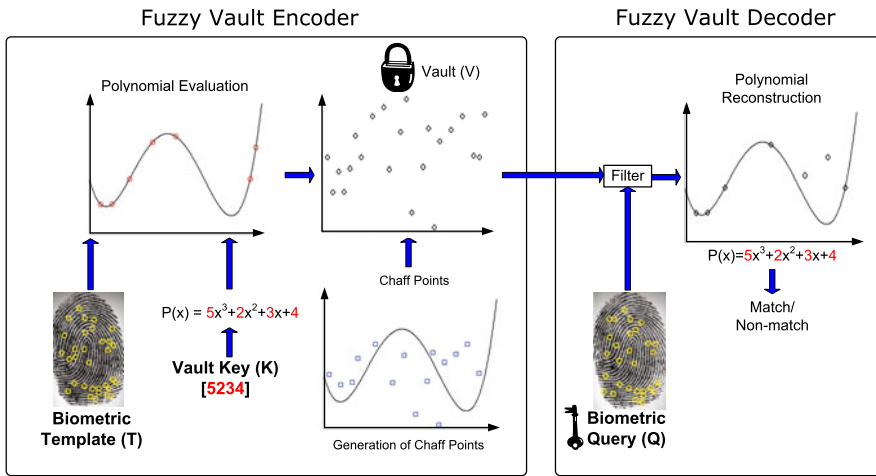 Fuzzy Vault Encoder
Fuzzy Vault Decoder
Polynomial Evaluation
Vault (V)
Polynomial
Reconstruction
Filter
P(x)=5x³+2x²+3x+4
Chaff Points
P(x) = 5x³+2x²+3x+4
Match/
Non-match
Vault Key (K)
[5234]
Biometric
Template (T)
Generation of Chaff Points
Biometric
Query (Q)